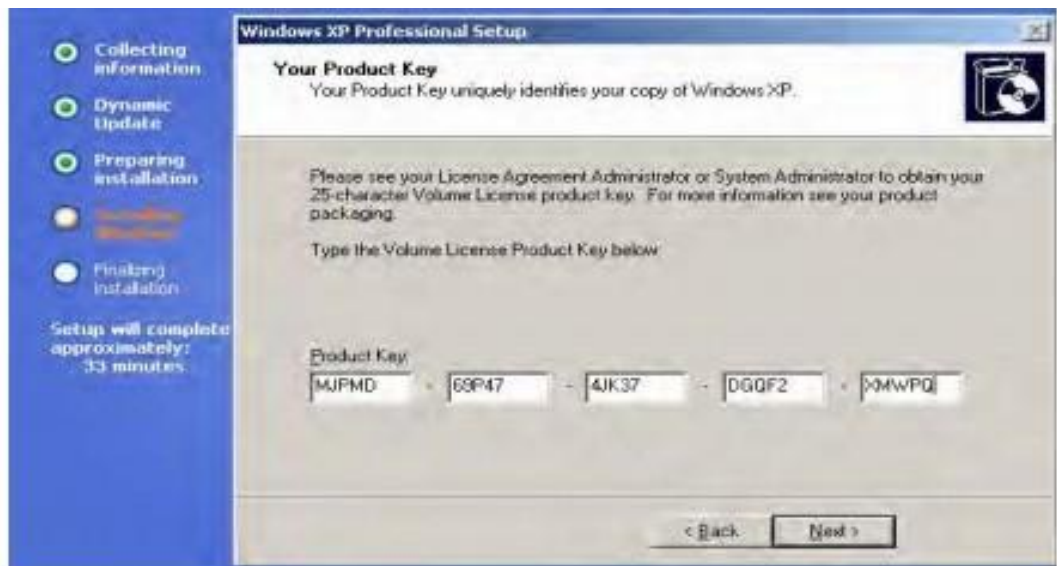 Collecting
information
Dynamic
Update
Preparing
installation
Installing
Windows
Finalizing
installation
Setup will complete
approximately:
33 minutes
Windows XP Professional Setup
Your Product Key
Your Product Key uniquely identifies your copy of Windows XP.
Please see your License Agreement Administrator or System Administrator to obtain your
25-character Volume License product key. For more information see your product
packaging.
Type the Volume License Product Key below:
Product Key:
MJPMD - 69P47 - 4JK37 - DGQF2 - XMWPQ
< Back
Next >